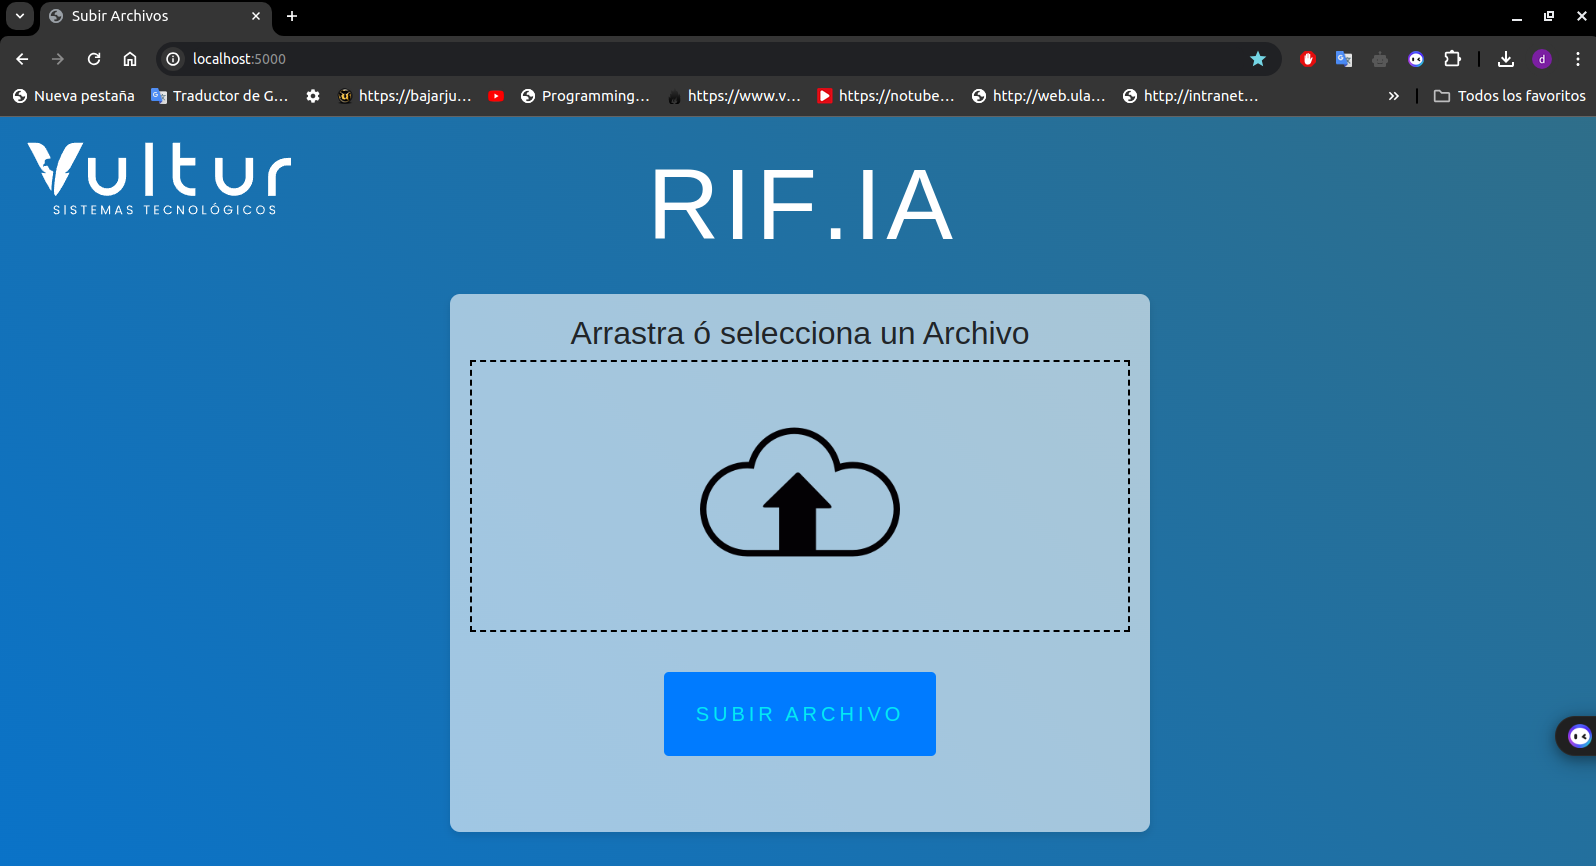 Subir Archivos
localhost:5000
d
Nueva pestaña
Traductor de G...
https://bajarju...
Programming...
https://www.v...
https://notube...
http://web.ula...
http://intranet...
Todos los favoritos
Vultur
SISTEMAS TECNOLÓGICOS
RIF.IA
Arrastra ó selecciona un Archivo
SUBIR ARCHIVO